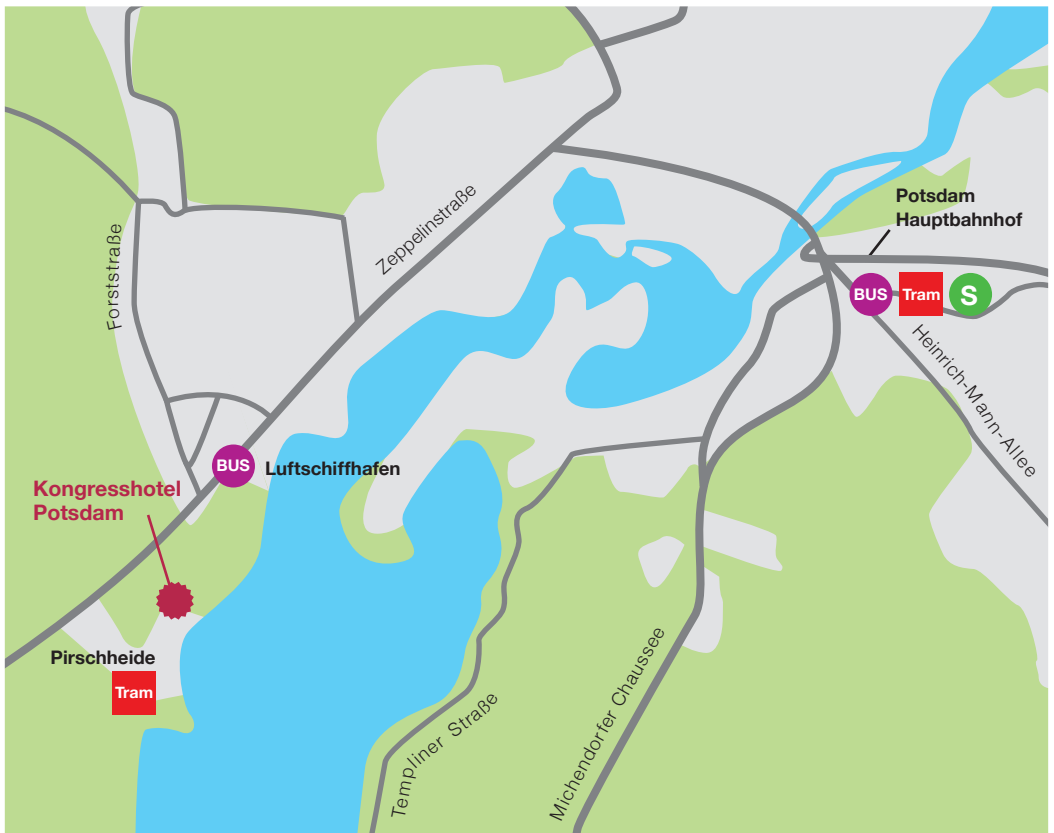 Potsdam
Hauptbahnhof
BUS
Tram
S
Zeppelinstraße
Forststraße
Heinrich-Mann-Allee
BUS
Luftschiffhafen
Kongresshotel
Potsdam
Pirschheide
Tram
Templiner Straße
Michendorfer Chaussee